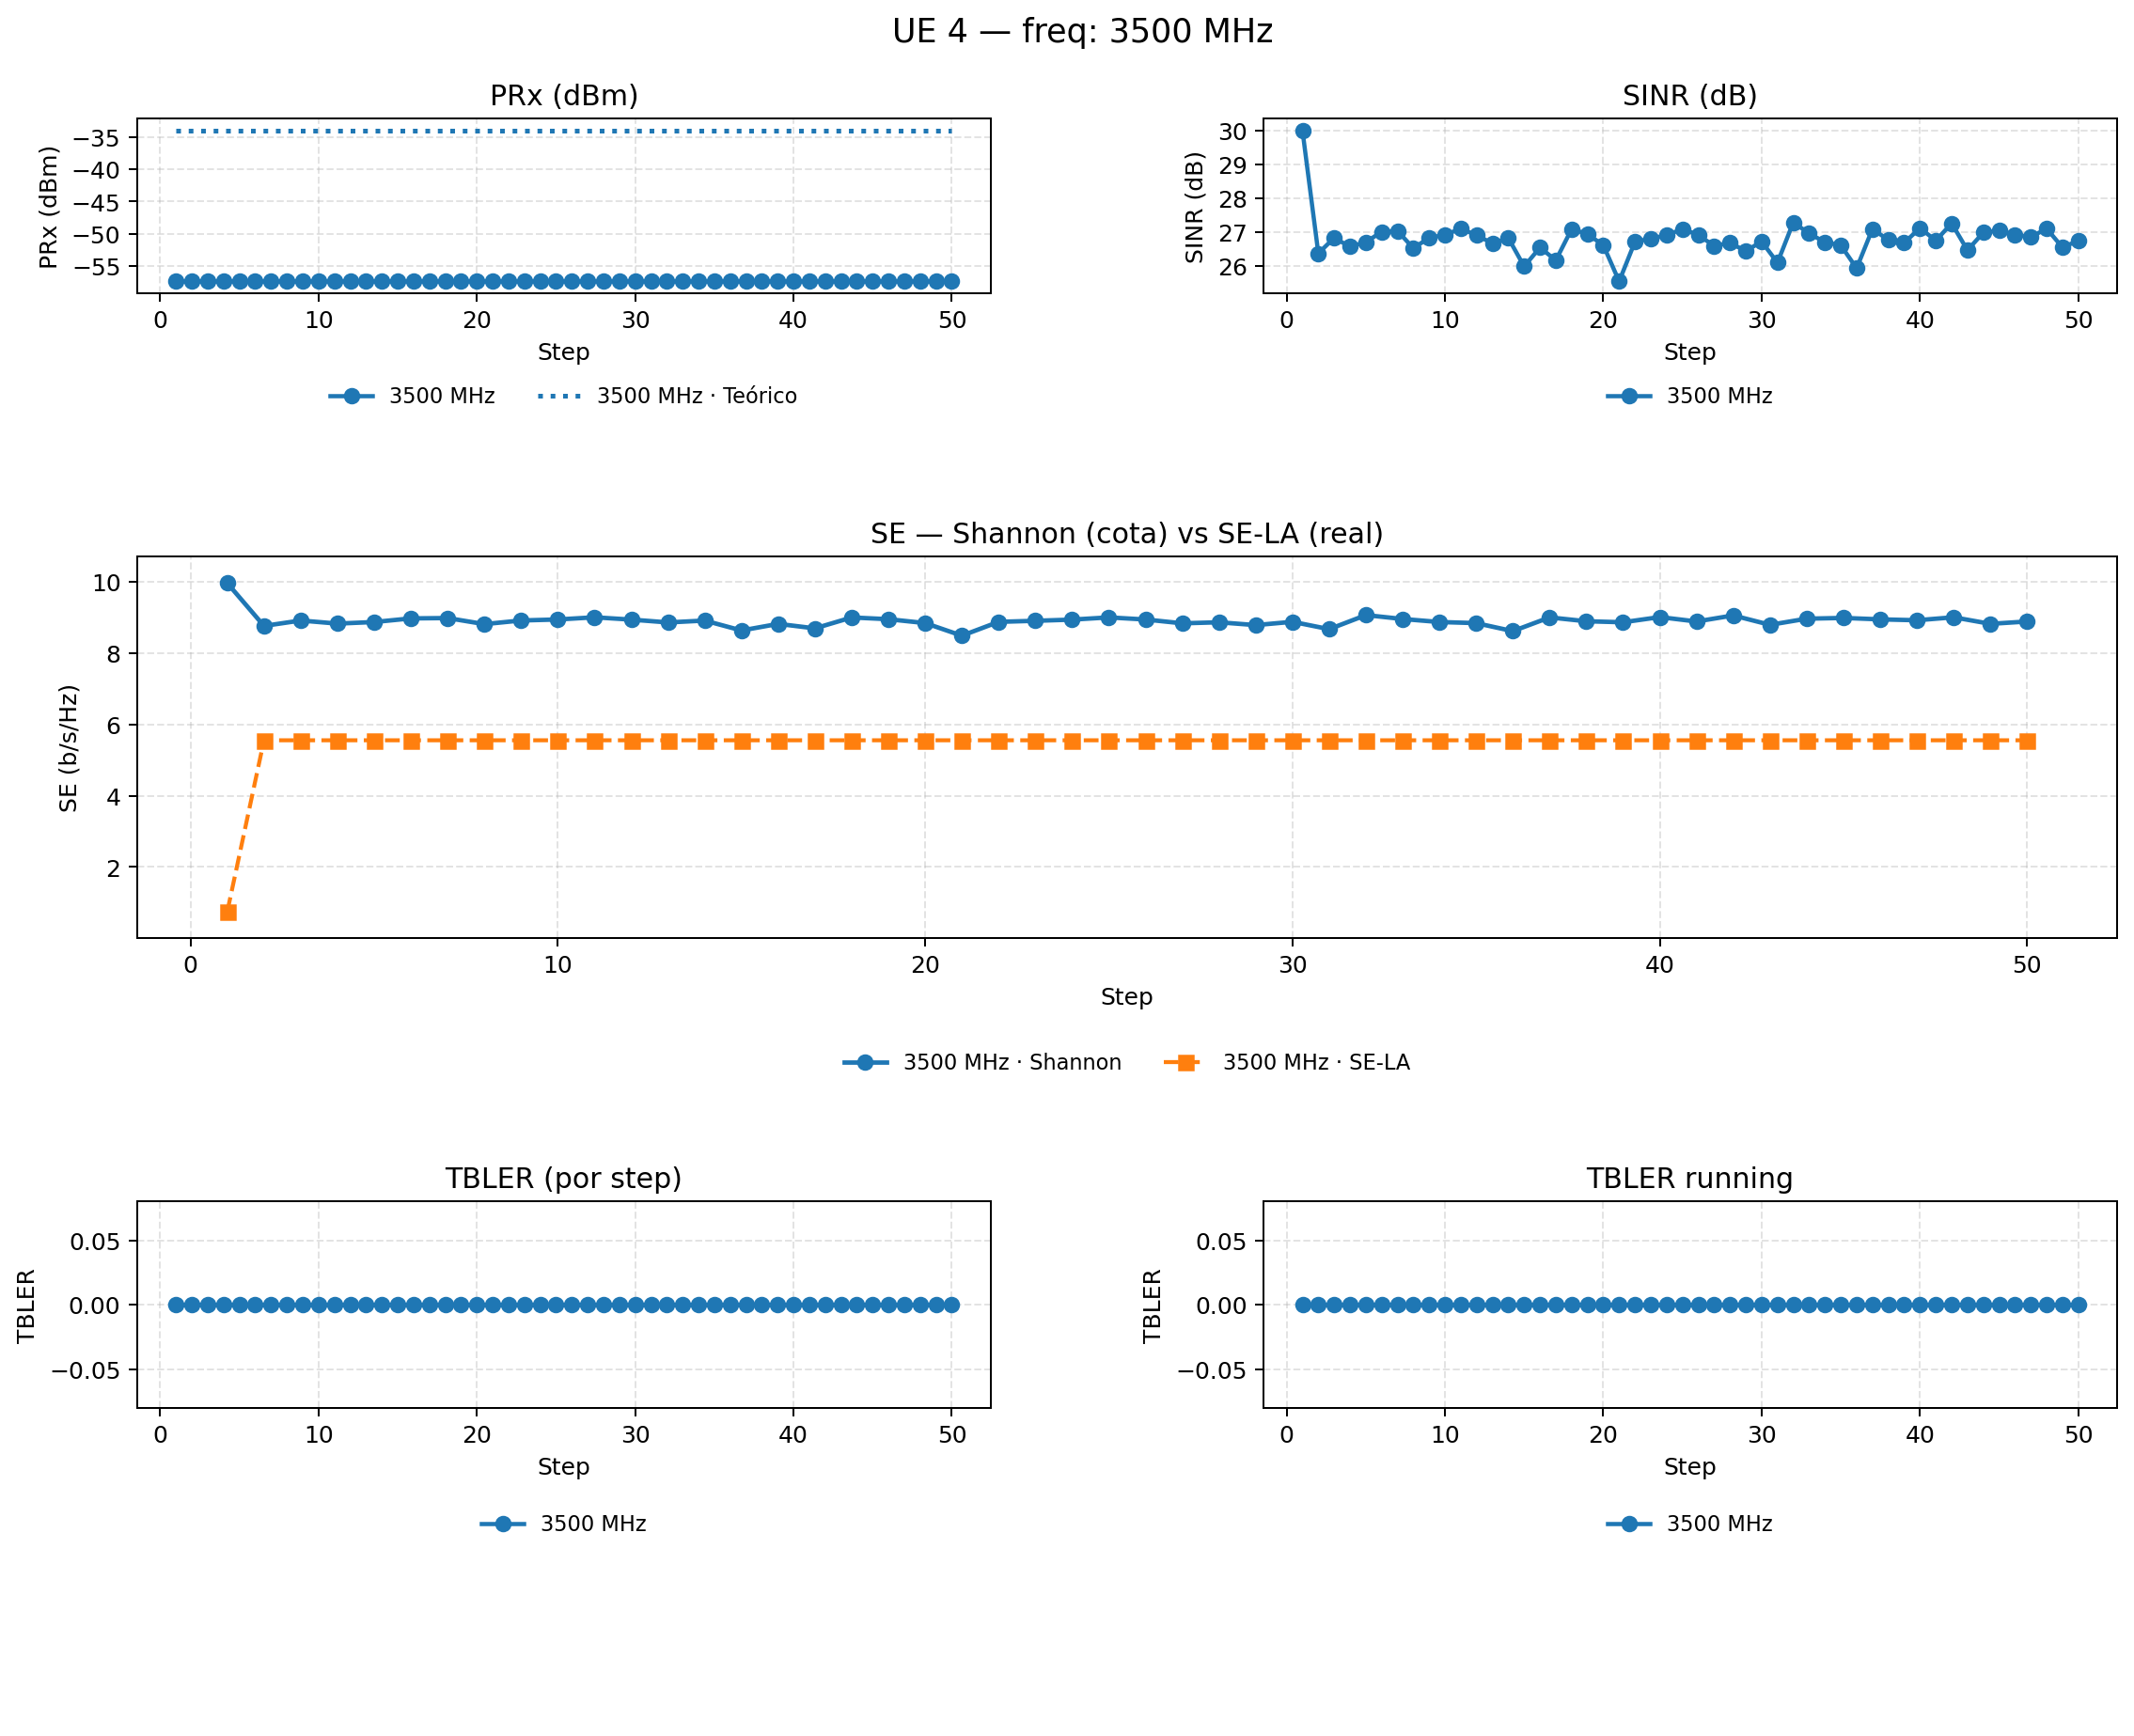 UE 4 — freq: 3500 MHz
PRx (dBm)
PRx (dBm)
−35
−40
−45
−50
−55
0 10 20 30 40 50
Step
3500 MHz 3500 MHz · Teórico
SINR (dB)
SINR (dB)
30
29
28
27
26
0 10 20 30 40 50
Step
3500 MHz
SE — Shannon (cota) vs SE-LA (real)
SE (b/s/Hz)
10
8
6
4
2
0 10 20 30 40 50
Step
3500 MHz · Shannon 3500 MHz · SE-LA
TBLER (por step)
TBLER
0.05
0.00
−0.05
0 10 20 30 40 50
Step
3500 MHz
TBLER running
TBLER
0.05
0.00
−0.05
0 10 20 30 40 50
Step
3500 MHz